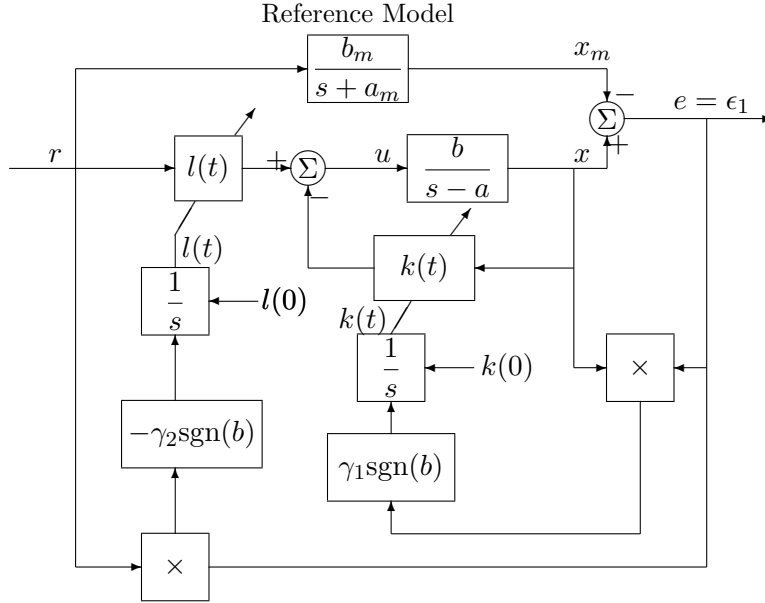 Reference Model
b_m
s + a_m
x_m
−
e = ϵ_1
Σ
+
r
l(t)
+
Σ
−
u
b
s − a
x
k(t)
l(t)
1
s
l(0)
k(t)
1
s
k(0)
×
−γ_2sgn(b)
γ_1sgn(b)
×